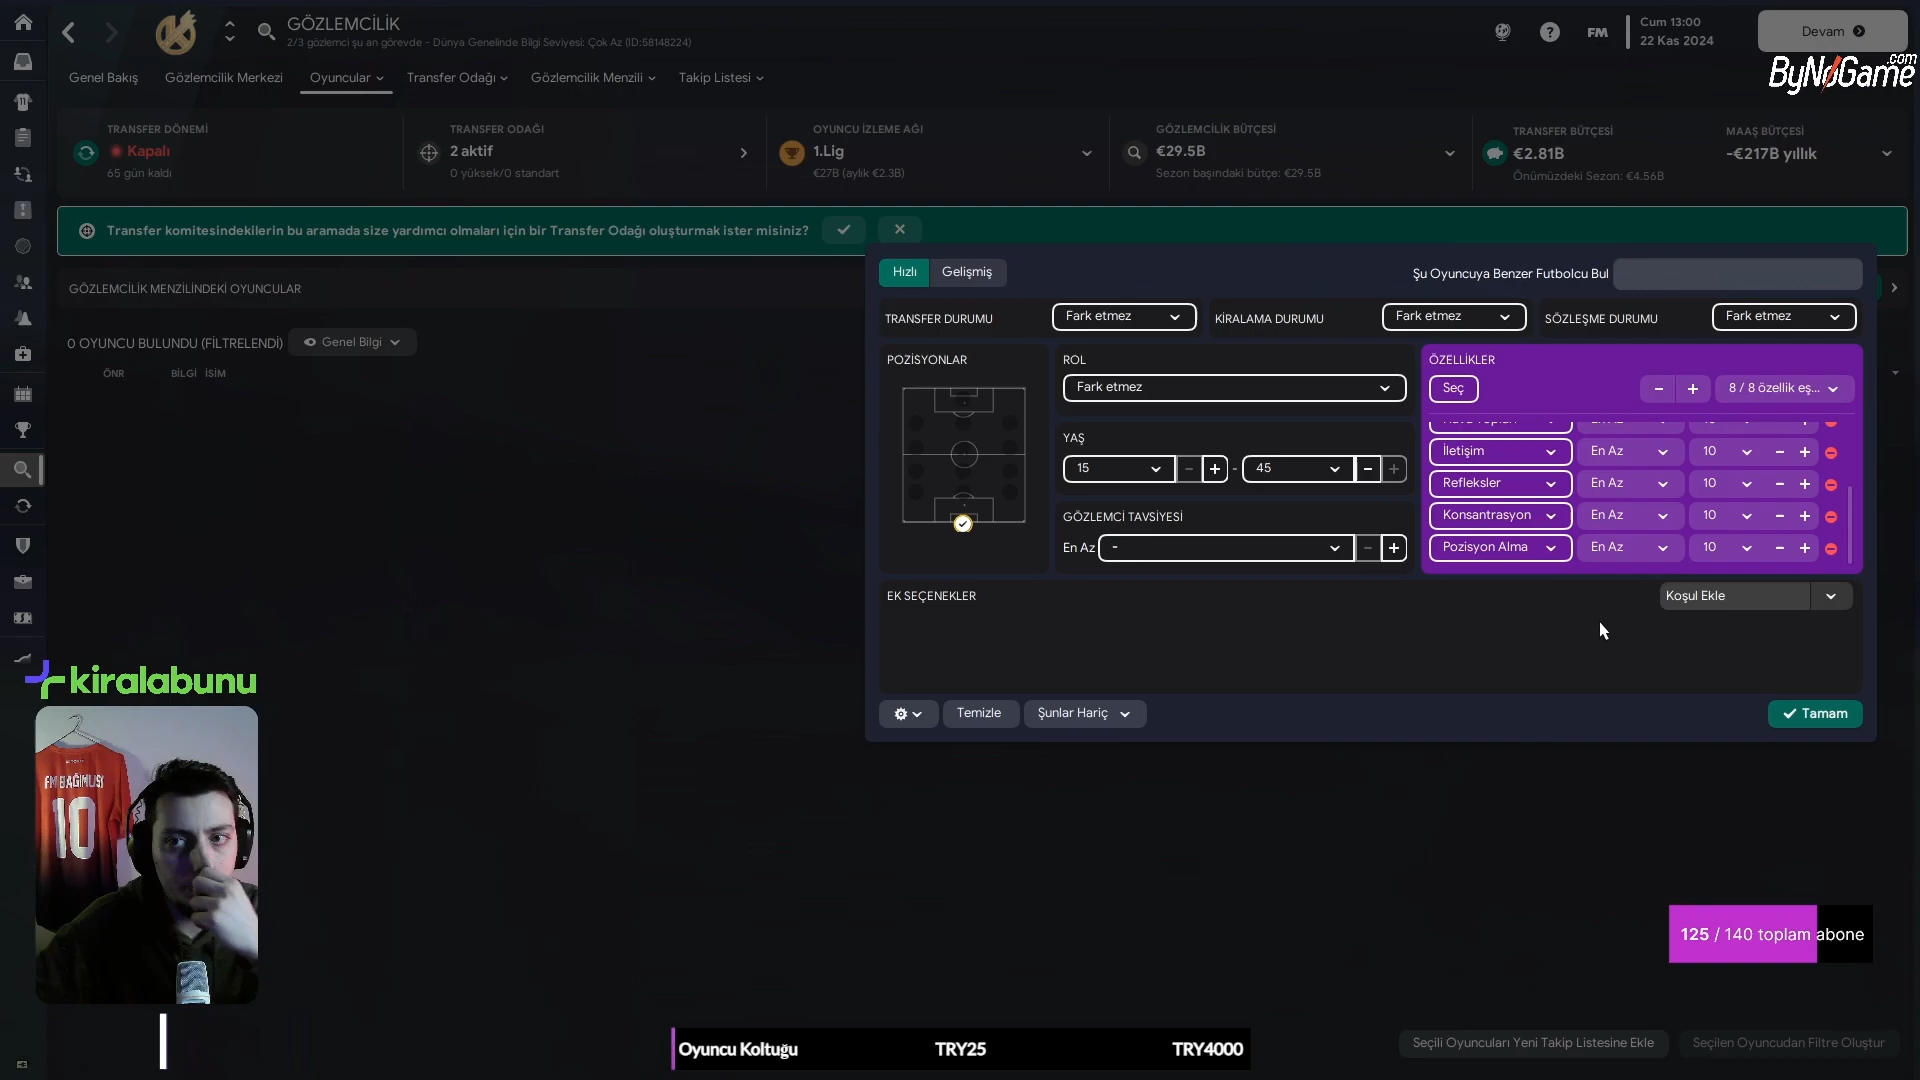 GÖZLEMCİLİK
2/3 gözlemci şu an görevde - Dünya Genelinde Bilgi Seviyesi: Çok Az (ID:58148224)
FM
Cum 13:00
22 Kas 2024
Devam
ByNoGame.com
Genel Bakış
Gözlemcilik Merkezi
Oyuncular
Transfer Odağı
Gözlemcilik Menzili
Takip Listesi
TRANSFER DÖNEMİ
Kapalı
65 gün kaldı
TRANSFER ODAĞI
2 aktif
0 yüksek/0 standart
OYUNCU İZLEME AĞI
1.Lig
€27B (aylık €2.3B)
GÖZLEMCİLİK BÜTÇESİ
€29.5B
Sezon başındaki bütçe: €29.5B
TRANSFER BÜTÇESİ
€2.81B
Önümüzdeki Sezon: €4.56B
MAAŞ BÜTÇESİ
-€217B yıllık
Transfer komitesindekilerin bu aramada size yardımcı olmaları için bir Transfer Odağı oluşturmak ister misiniz?
GÖZLEMCİLİK MENZİLİNDEKİ OYUNCULAR
0 OYUNCU BULUNDU (FİLTRELENDİ)
Genel Bilgi
ÖNR
BİLGİ
İSİM
Hızlı
Gelişmiş
Şu Oyuncuya Benzer Futbolcu Bul
TRANSFER DURUMU
Fark etmez
KİRALAMA DURUMU
Fark etmez
SÖZLEŞME DURUMU
Fark etmez
POZİSYONLAR
ROL
Fark etmez
YAŞ
15
-
45
GÖZLEMCİ TAVSİYESİ
En Az
-
ÖZELLİKLER
Seç
8 / 8 özellik eş...
İletişim
En Az
10
Refleksler
En Az
10
Konsantrasyon
En Az
10
Pozisyon Alma
En Az
10
EK SEÇENEKLER
Koşul Ekle
Temizle
Şunlar Hariç
Tamam
kiralabunu
FM BAĞIMLISI
10
125 / 140 toplam abone
Oyuncu Koltuğu
TRY25
TRY4000
Seçili Oyuncuları Yeni Takip Listesine Ekle
Seçilen Oyuncudan Filtre Oluştur